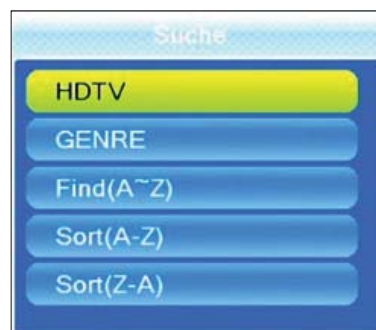 Suche
HDTV
GENRE
Find(A~Z)
Sort(A-Z)
Sort(Z-A)